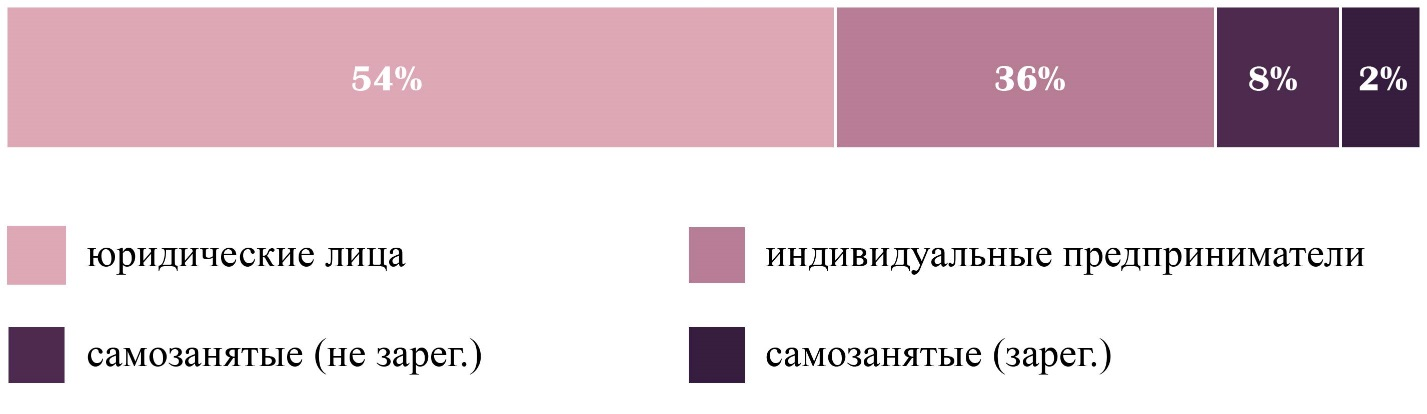 54% 36% 8% 2%
юридические лица индивидуальные предприниматели
самозанятые (не зарег.) самозанятые (зарег.)